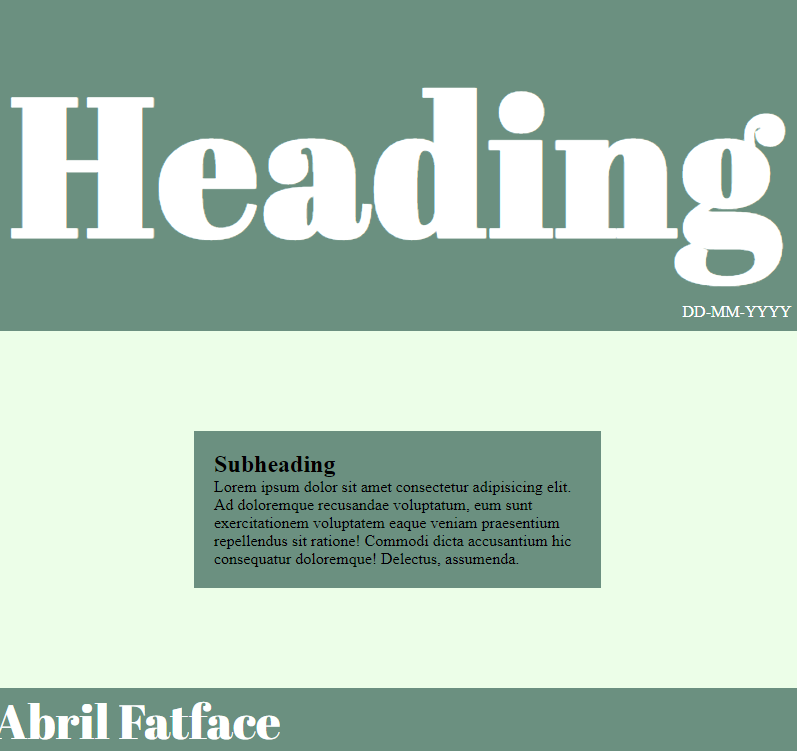 Heading
DD-MM-YYYY
Subheading
Lorem ipsum dolor sit amet consectetur adipisicing elit.
Ad doloremque recusandae voluptatum, eum sunt
exercitationem voluptatem eaque veniam praesentium
repellendus sit ratione! Commodi dicta accusantium hic
consequatur doloremque! Delectus, assumenda.
Abril Fatface